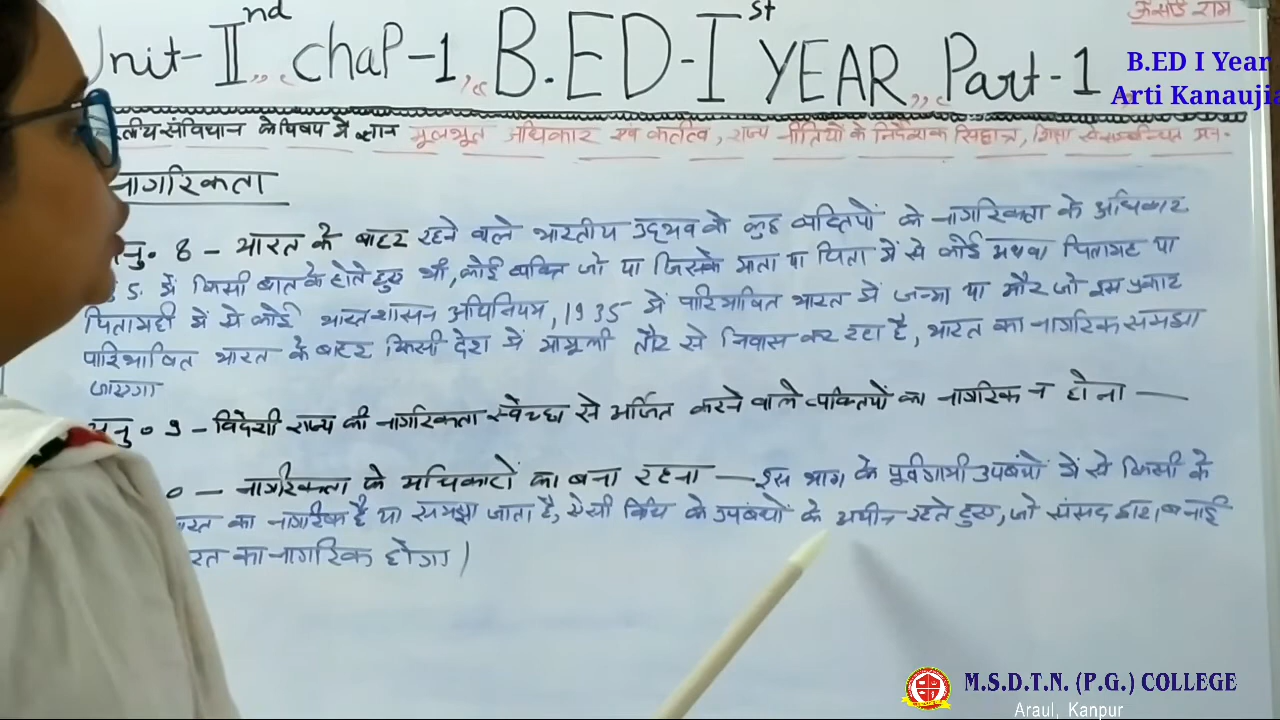 Unit-IInd,, “Chap-1, “B.ED-Ist YEAR,, “Part-1
राम
B.ED I Year
Arti Kanaujia
संविधान के विषय में ज्ञान मूलभूत अधिकार एवं कर्तव्य, राज्य नीतियों के निर्देशक सिद्धान्त, शिक्षा
नागरिकता
अनु० 8 – भारत के बाहर रहने वाले भारतीय उद्भव के कुछ व्यक्तियों के नागरिकता के अधिकार
5 में किसी बात के होते हुए भी, कोई व्यक्ति जो या जिसके माता या पिता में से कोई अथवा पितामह या
पितामही में से कोई भारत शासन अधिनियम, 1935 में पारिभाषित भारत में जन्मा या और जो इस प्रकार
पारिभाषित भारत के बाहर किसी देश में मामूली तौर से निवास कर रहा है, भारत का नागरिक समझा
जाएगा
अनु० 9 – विदेशी राज्य की नागरिकता स्वेच्छा से अर्जित करने वाले व्यक्तियों का नागरिक न होना —
0 – नागरिकता के अधिकारों का बना रहना — इस भाग के पूर्वगामी उपबंधों में से किसी के
भारत का नागरिक है या समझा जाता है, ऐसी विधि के उपबंधों के अधीन रहते हुए, जो संसद द्वारा बनाई
रत का नागरिक होगा।
M.S.D.T.N. (P.G.) COLLEGE
Araul, Kanpur